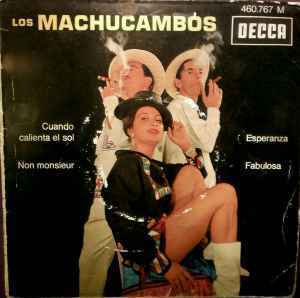 460.767 M
LOS MACHUCAMBOS
DECCA
Cuando
calienta el sol
Non monsieur
Esperanza
Fabulosa